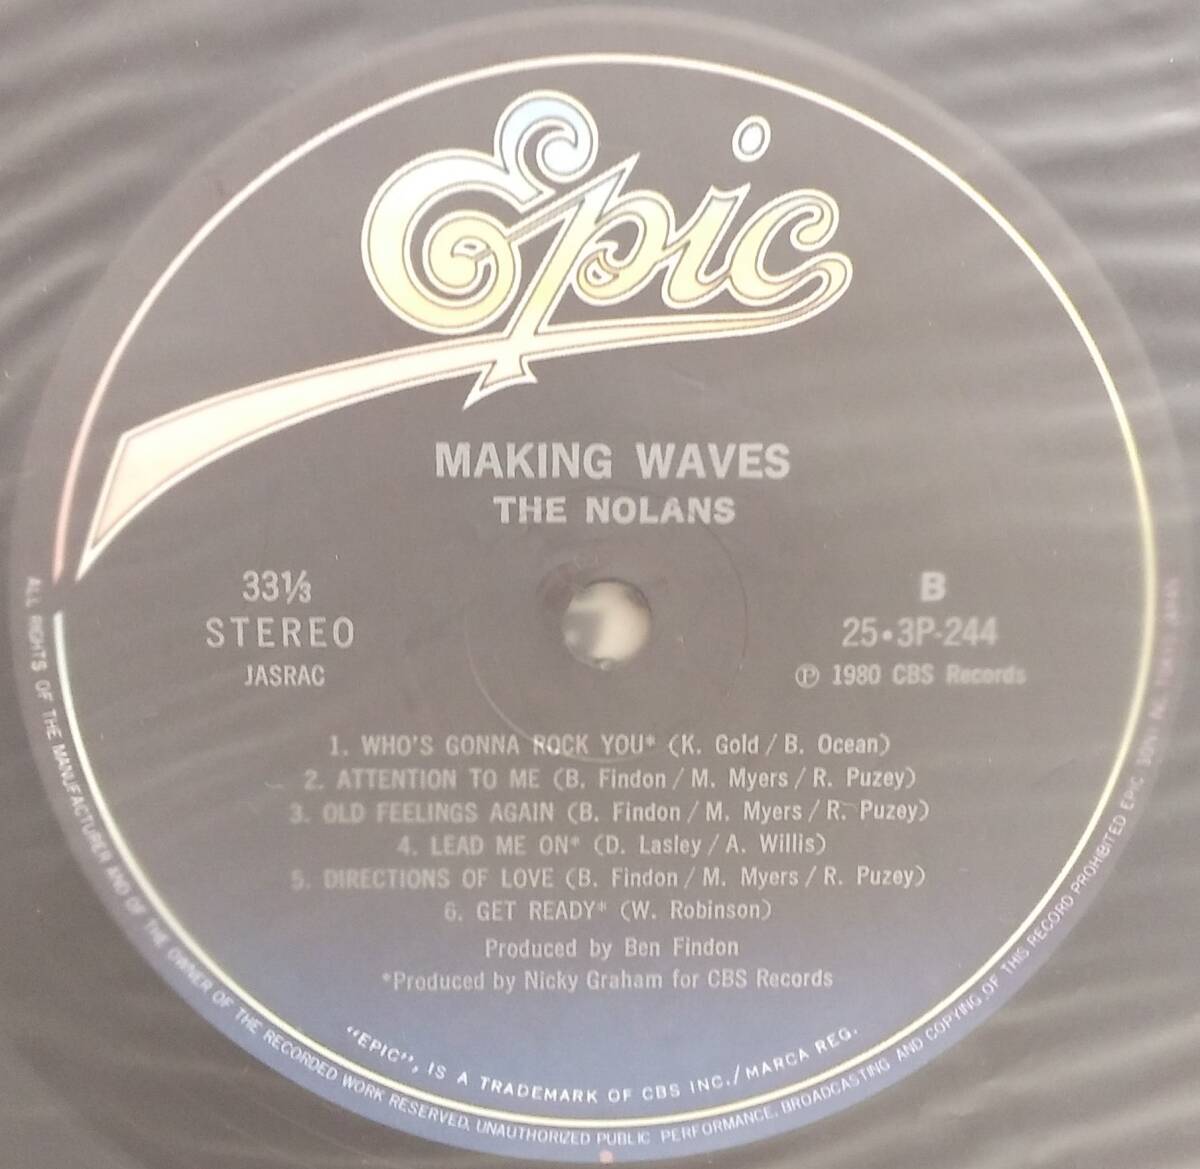 Epic
MAKING WAVES
THE NOLANS
33⅓
STEREO
JASRAC
B
25•3P-244
Ⓟ 1980 CBS Records
1. WHO'S GONNA ROCK YOU* (K. Gold / B. Ocean)
2. ATTENTION TO ME (B. Findon / M. Myers / R. Puzey)
3. OLD FEELINGS AGAIN (B. Findon / M. Myers / R. Puzey)
4. LEAD ME ON* (D. Lasley / A. Willis)
5. DIRECTIONS OF LOVE (B. Findon / M. Myers / R. Puzey)
6. GET READY* (W. Robinson)
Produced by Ben Findon
*Produced by Nicky Graham for CBS Records
"EPIC", IS A TRADEMARK OF CBS INC./MARCA REG.
ALL RIGHTS OF THE MANUFACTURER AND OF THE OWNER OF THE RECORDED WORK RESERVED. UNAUTHORIZED PUBLIC PERFORMANCE, BROADCASTING AND COPYING OF THIS RECORD PROHIBITED EPIC